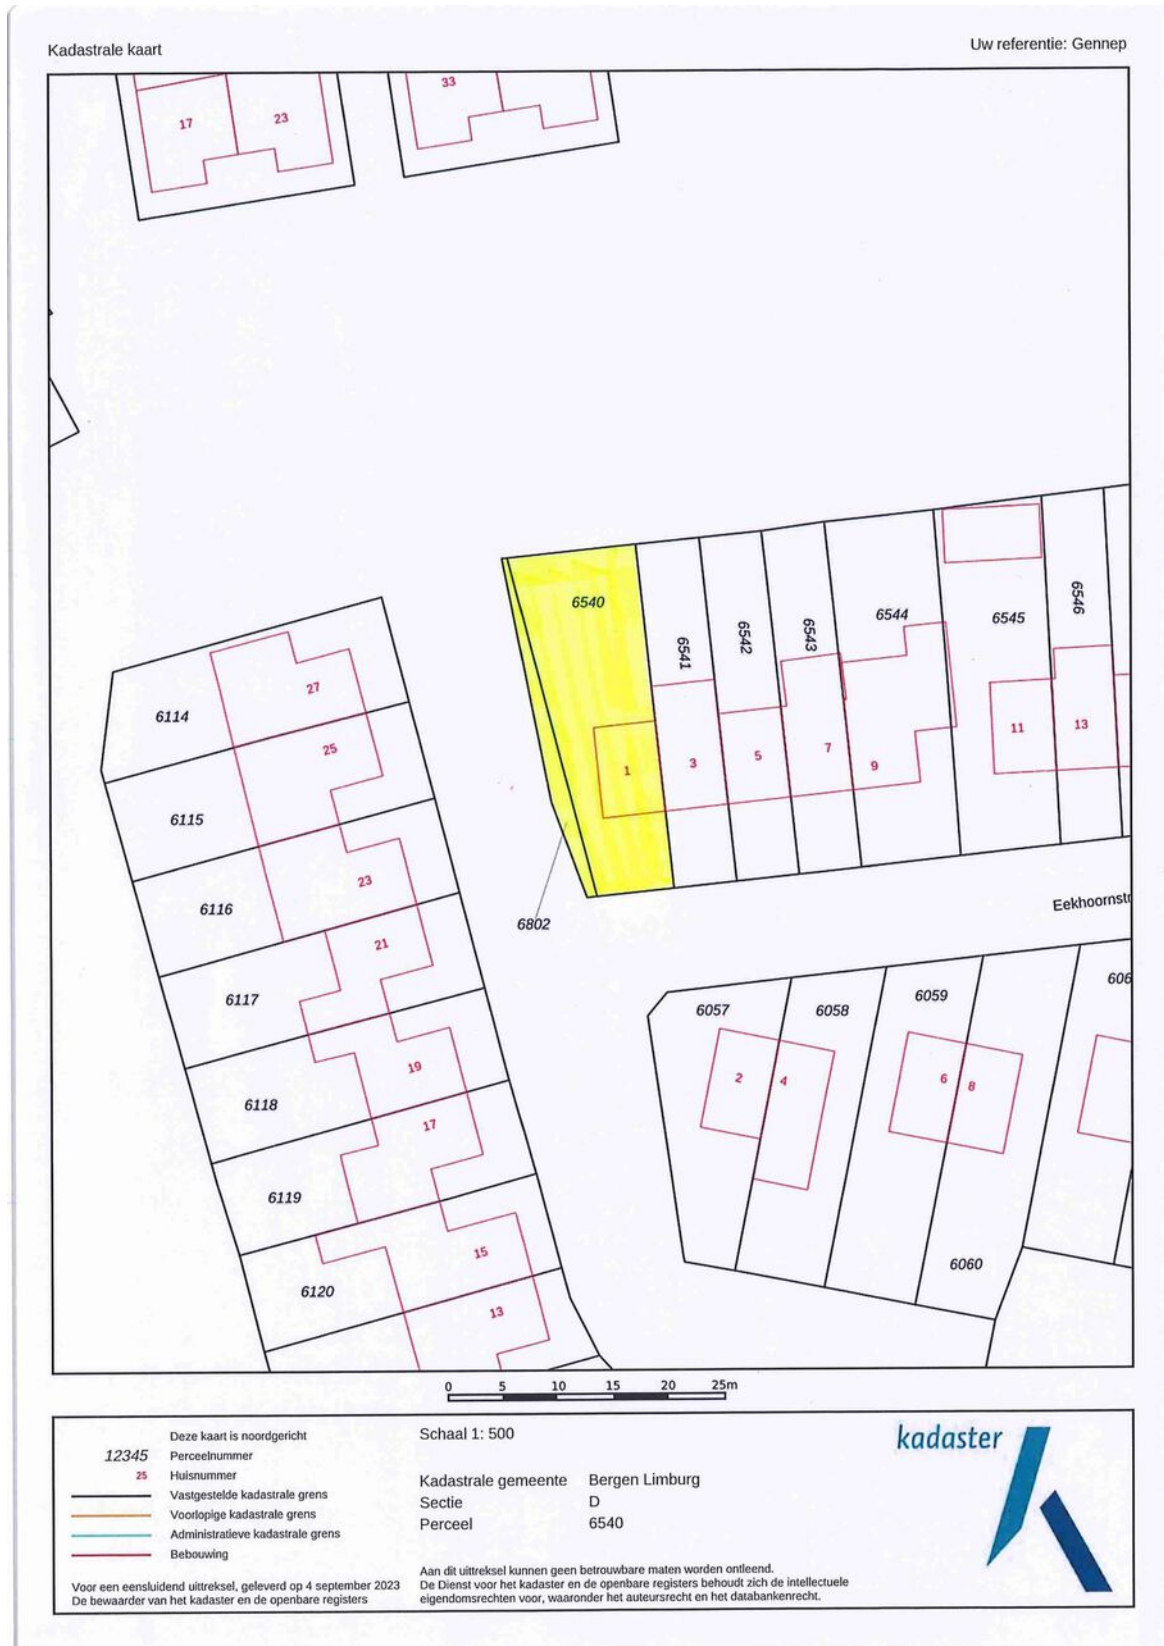 Kadastrale kaart
Uw referentie: Gennep
33
17
23
6540
6541
6542
6543
6544
6545
6546
27
6114
25
6115
1
3
5
7
9
11
13
23
6116
6802
Eekhoornstr
21
6117
6057
6058
6059
606
19
2
4
6
8
6118
17
6119
15
6060
6120
13
0 5 10 15 20 25m
Deze kaart is noordgericht
12345 Perceelnummer
25 Huisnummer
Vastgestelde kadastrale grens
Voorlopige kadastrale grens
Administratieve kadastrale grens
Bebouwing
Voor een eensluidend uittreksel, geleverd op 4 september 2023
De bewaarder van het kadaster en de openbare registers
Schaal 1: 500
Kadastrale gemeente Bergen Limburg
Sectie D
Perceel 6540
Aan dit uittreksel kunnen geen betrouwbare maten worden ontleend.
De Dienst voor het kadaster en de openbare registers behoudt zich de intellectuele
eigendomsrechten voor, waaronder het auteursrecht en het databankenrecht.
kadaster